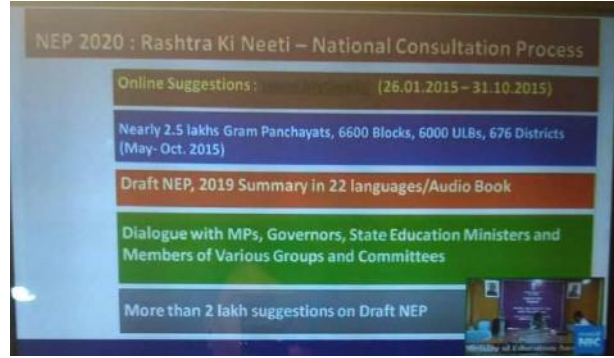 NEP 2020 : Rashtra Ki Neeti – National Consultation Process
Online Suggestions : (26.01.2015 – 31.10.2015)
Nearly 2.5 lakhs Gram Panchayats, 6600 Blocks, 6000 ULBs, 676 Districts
(May- Oct. 2015)
Draft NEP, 2019 Summary in 22 languages/Audio Book
Dialogue with MPs, Governors, State Education Ministers and
Members of Various Groups and Committees
More than 2 lakh suggestions on Draft NEP
Ministry of Education
NIC